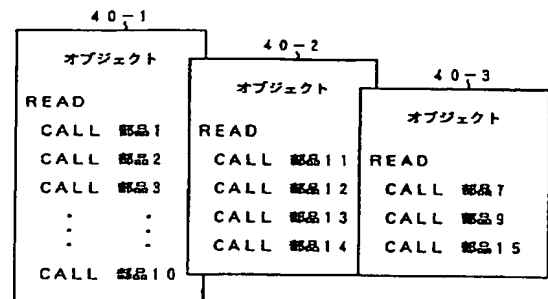 40-1
オブジェクト
READ
CALL 部品1
CALL 部品2
CALL 部品3
・ ・
・ ・
・ ・
CALL 部品10
40-2
オブジェクト
READ
CALL 部品11
CALL 部品12
CALL 部品13
CALL 部品14
40-3
オブジェクト
READ
CALL 部品7
CALL 部品9
CALL 部品15